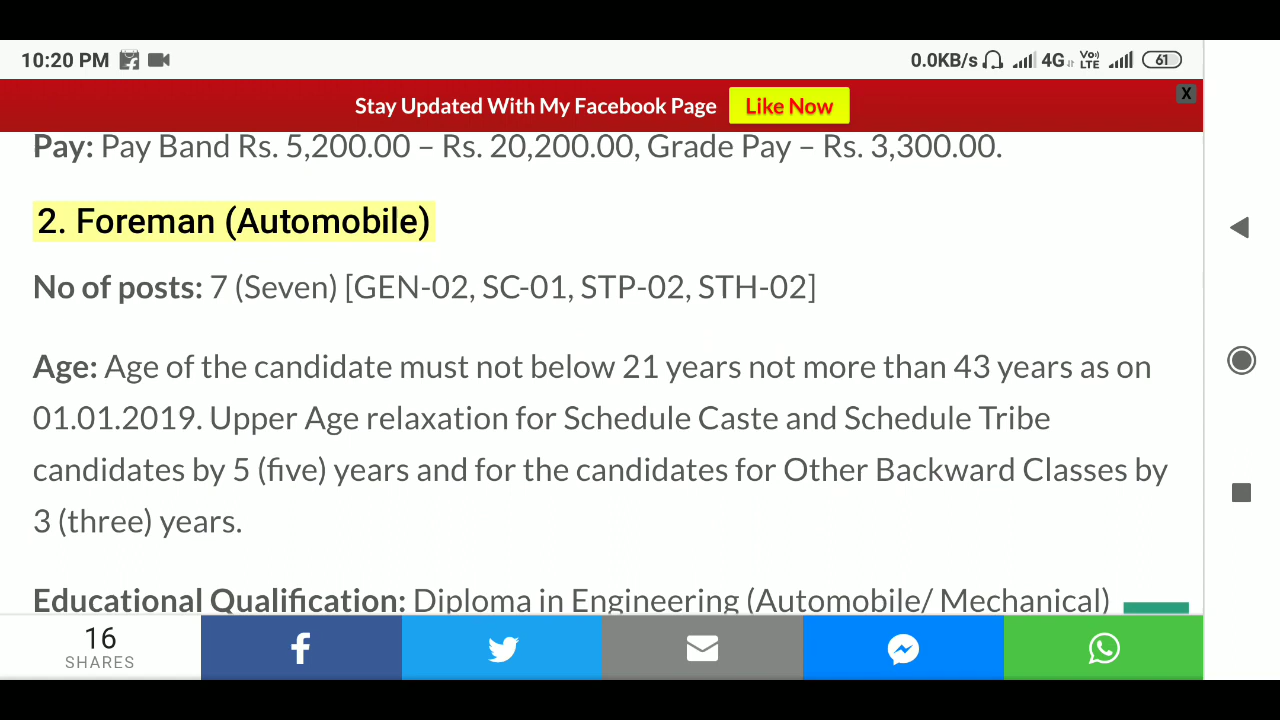 10:20 PM
0.0KB/s 4G Vo) LTE 61
Stay Updated With My Facebook Page Like Now X
Pay: Pay Band Rs. 5,200.00 – Rs. 20,200.00, Grade Pay – Rs. 3,300.00.
2. Foreman (Automobile)
No of posts: 7 (Seven) [GEN-02, SC-01, STP-02, STH-02]
Age: Age of the candidate must not below 21 years not more than 43 years as on
01.01.2019. Upper Age relaxation for Schedule Caste and Schedule Tribe
candidates by 5 (five) years and for the candidates for Other Backward Classes by
3 (three) years.
Educational Qualification: Diploma in Engineering (Automobile/ Mechanical)
16
SHARES